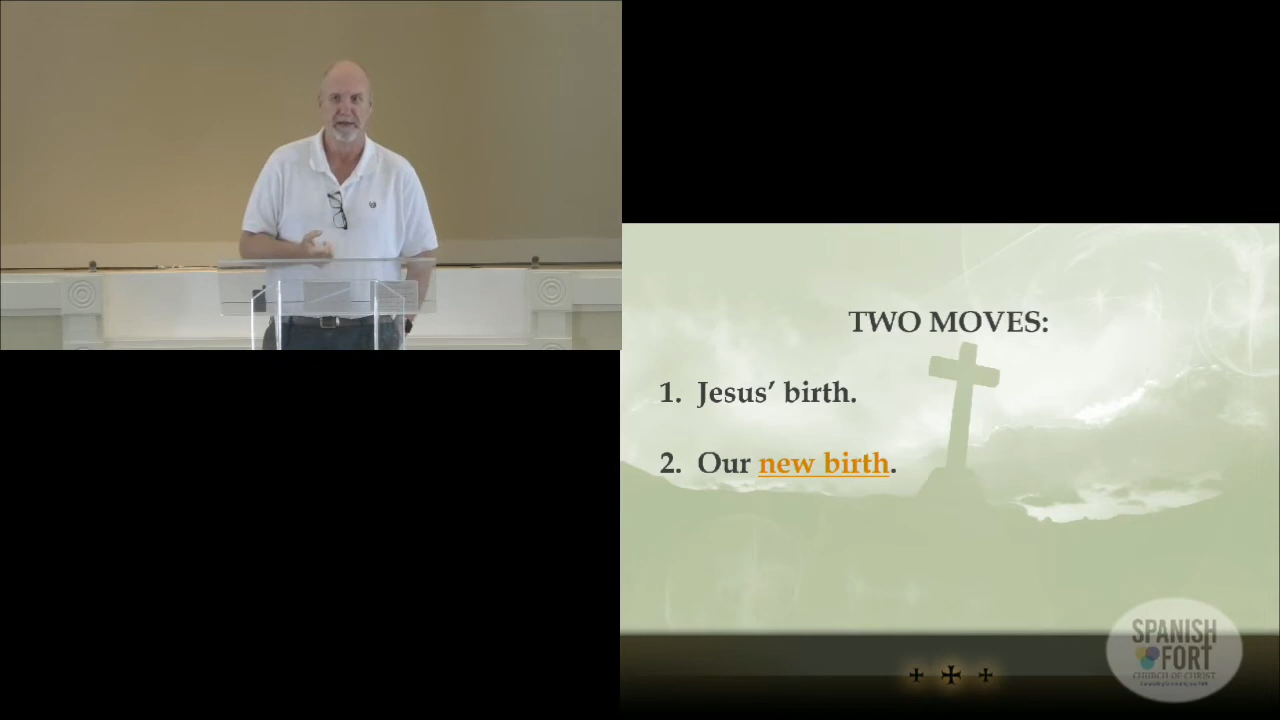 TWO MOVES:
1. Jesus’ birth.
2. Our new birth.
SPANISH
FORT
CHURCH OF CHRIST